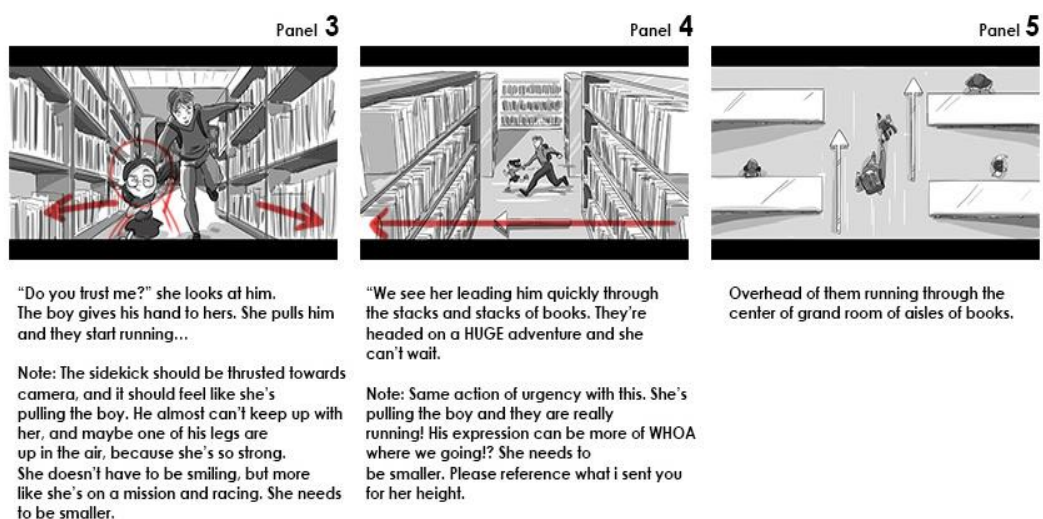 Panel 3
"Do you trust me?" she looks at him.
The boy gives his hand to hers. She pulls him
and they start running...
Note: The sidekick should be thrusted towards
camera, and it should feel like she's
pulling the boy. He almost can't keep up with
her, and maybe one of his legs are
up in the air, because she's so strong.
She doesn't have to be smiling, but more
like she's on a mission and racing. She needs
to be smaller.
Panel 4
"We see her leading him quickly through
the stacks and stacks of books. They're
headed on a HUGE adventure and she
can't wait.
Note: Same action of urgency with this. She's
pulling the boy and they are really
running! His expression can be more of WHOA
where we going!? She needs to
be smaller. Please reference what i sent you
for her height.
Panel 5
Overhead of them running through the
center of grand room of aisles of books.